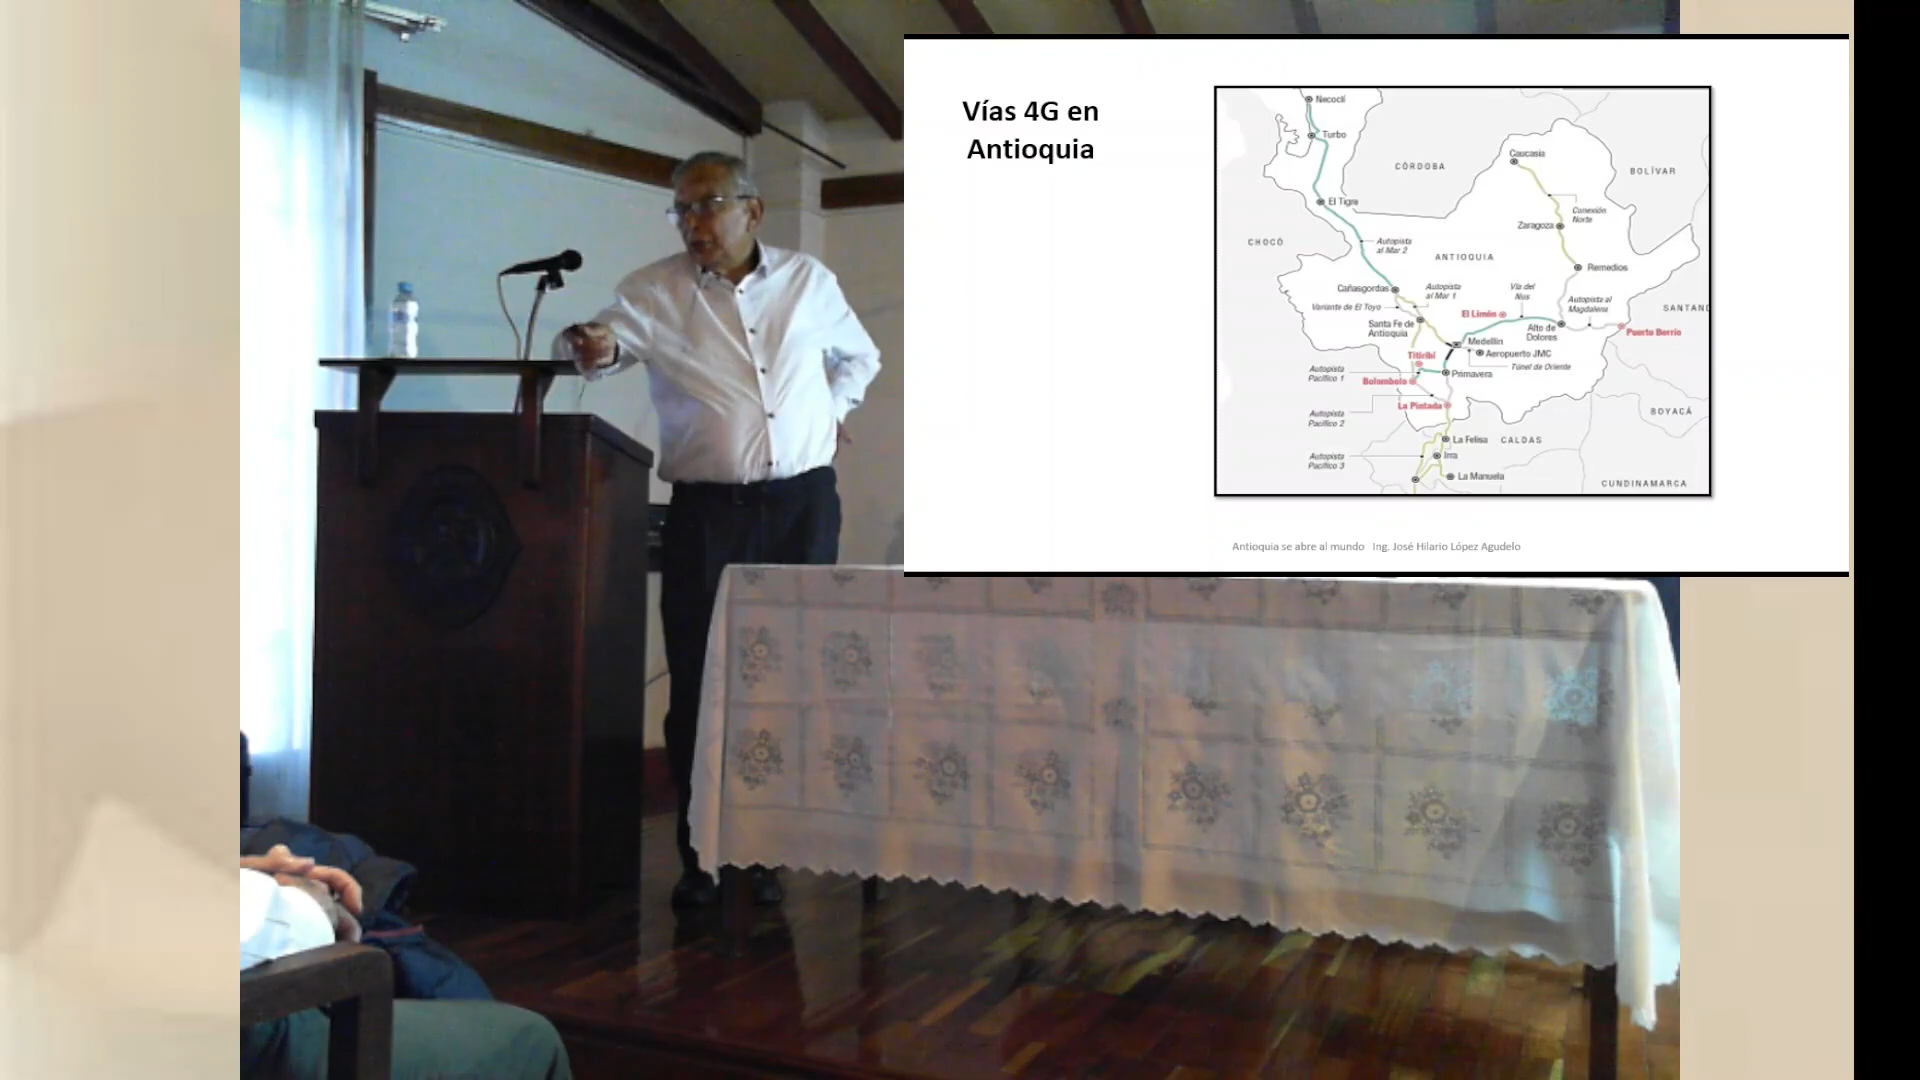 Vías 4G en
Antioquia
Necoclí
Turbo
El Tigre
CÓRDOBA
Caucasia
BOLÍVAR
Conexión
Norte
Zaragoza
CHOCÓ
Autopista
al Mar 2
ANTIOQUIA
Remedios
Cañasgordas
Autopista
al Mar 1
Vía del
Nus
Autopista al
Magdalena
Variante de El Toyo
El Limón
SANTAND
Santa Fe de
Antioquia
Alto de
Dolores
Puerto Berrío
Medellín
Titiribí
Aeropuerto JMC
Túnel de Oriente
Autopista
Pacífico 1
Primavera
Bolombolo
La Pintada
Autopista
Pacífico 2
BOYACÁ
La Felisa
CALDAS
Autopista
Pacífico 3
Irra
La Manuela
CUNDINAMARCA
Antioquia se abre al mundo Ing. José Hilario López Agudelo